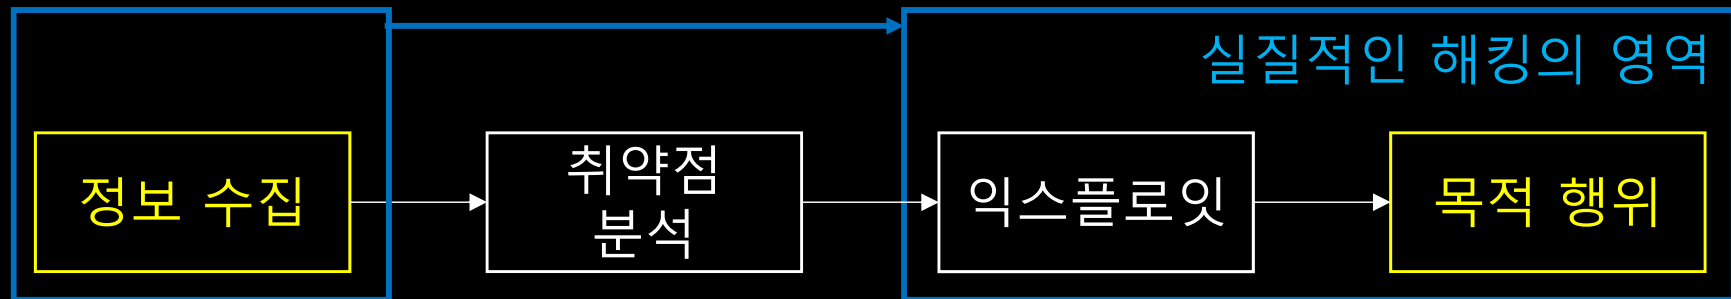 실질적인 해킹의 영역
정보 수집
취약점
분석
익스플로잇
목적 행위